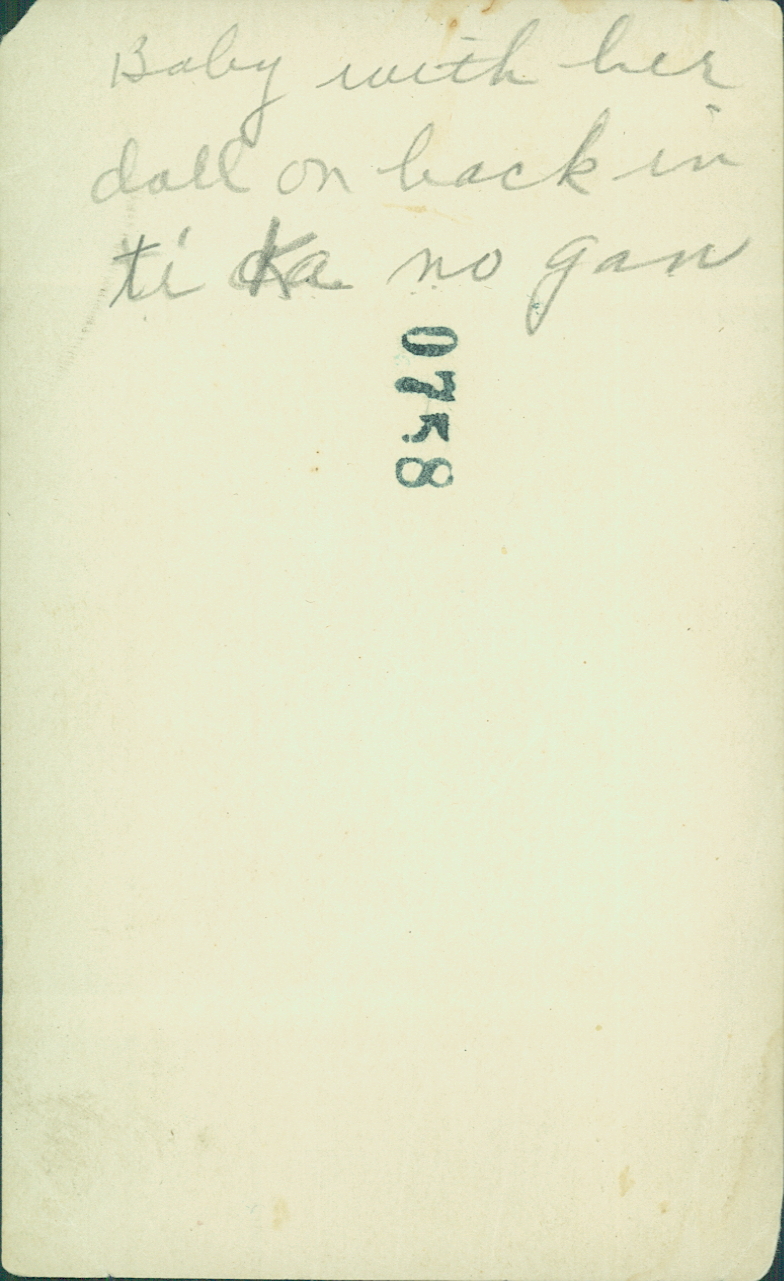 Baby with her
doll on back in
ti Ka no gan
0758